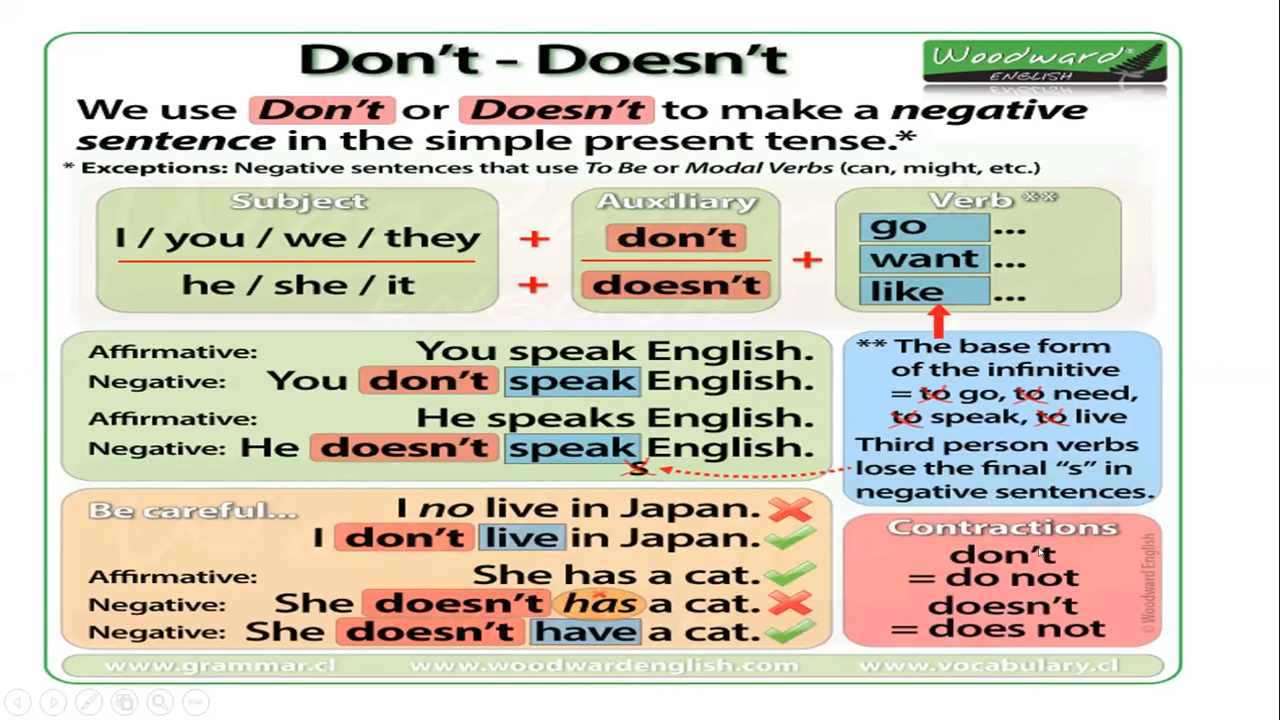 Don't - Doesn't
Woodward®
ENGLISH
We use Don't or Doesn't to make a negative
sentence in the simple present tense.*
* Exceptions: Negative sentences that use To Be or Modal Verbs (can, might, etc.)
Subject
I / you / we / they
he / she / it
+
+
Auxiliary
don't
doesn't
+
Verb **
go ...
want ...
like ...
Affirmative: You speak English.
Negative: You don't speak English.
Affirmative: He speaks English.
Negative: He doesn't speak English.
s
** The base form
of the infinitive
= to go, to need,
to speak, to live
Third person verbs
lose the final "s" in
negative sentences.
Be careful...
I no live in Japan.
I don't live in Japan.
Affirmative: She has a cat.
Negative: She doesn't has a cat.
Negative: She doesn't have a cat.
Contractions
don't
= do not
doesn't
= does not
© Woodward English
www.grammar.cl www.woodwardenglish.com www.vocabulary.cl